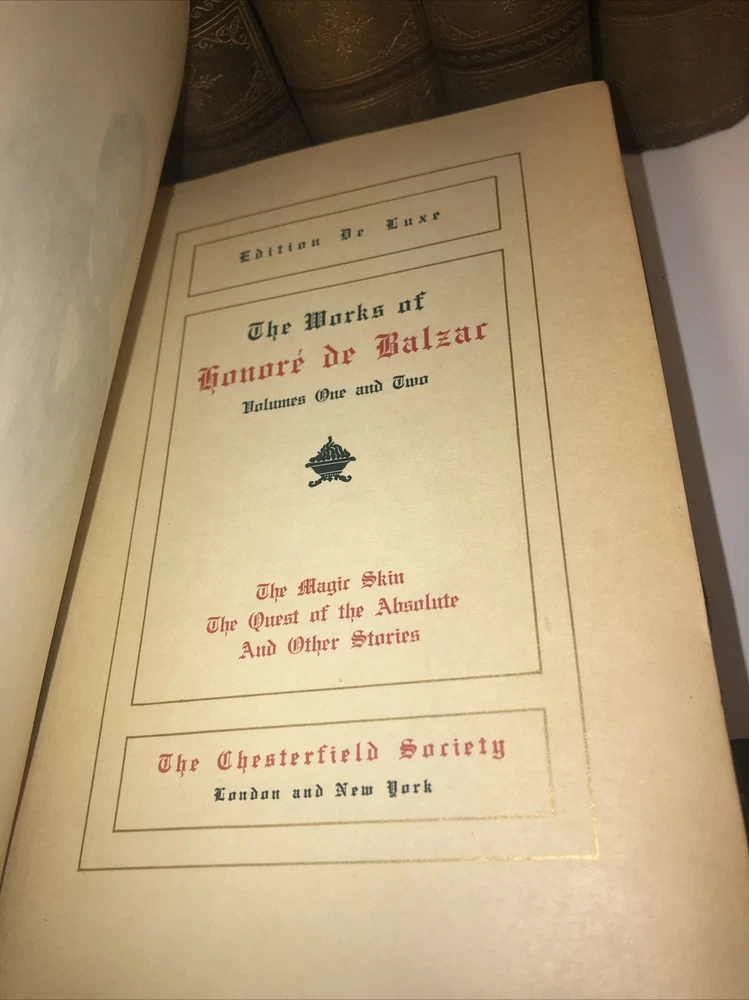 Edition De Luxe
The Works of
Honoré de Balzac
Volumes One and Two
The Magic Skin
The Quest of the Absolute
And Other Stories
The Chesterfield Society
London and New York